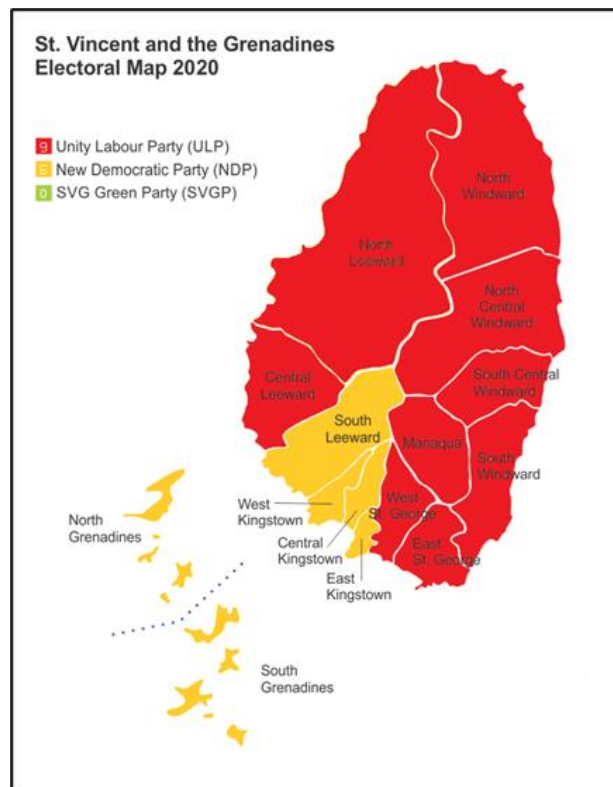 St. Vincent and the Grenadines
Electoral Map 2020
9 Unity Labour Party (ULP)
6 New Democratic Party (NDP)
0 SVG Green Party (SVGP)
North
Windward
North
Leeward
North
Central
Windward
South Central
Windward
Central
Leeward
South
Leeward
Manaqua
South
Windward
West
Kingstown
West
St. George
North
Grenadines
Central
Kingstown
East
St. George
East
Kingstown
South
Grenadines